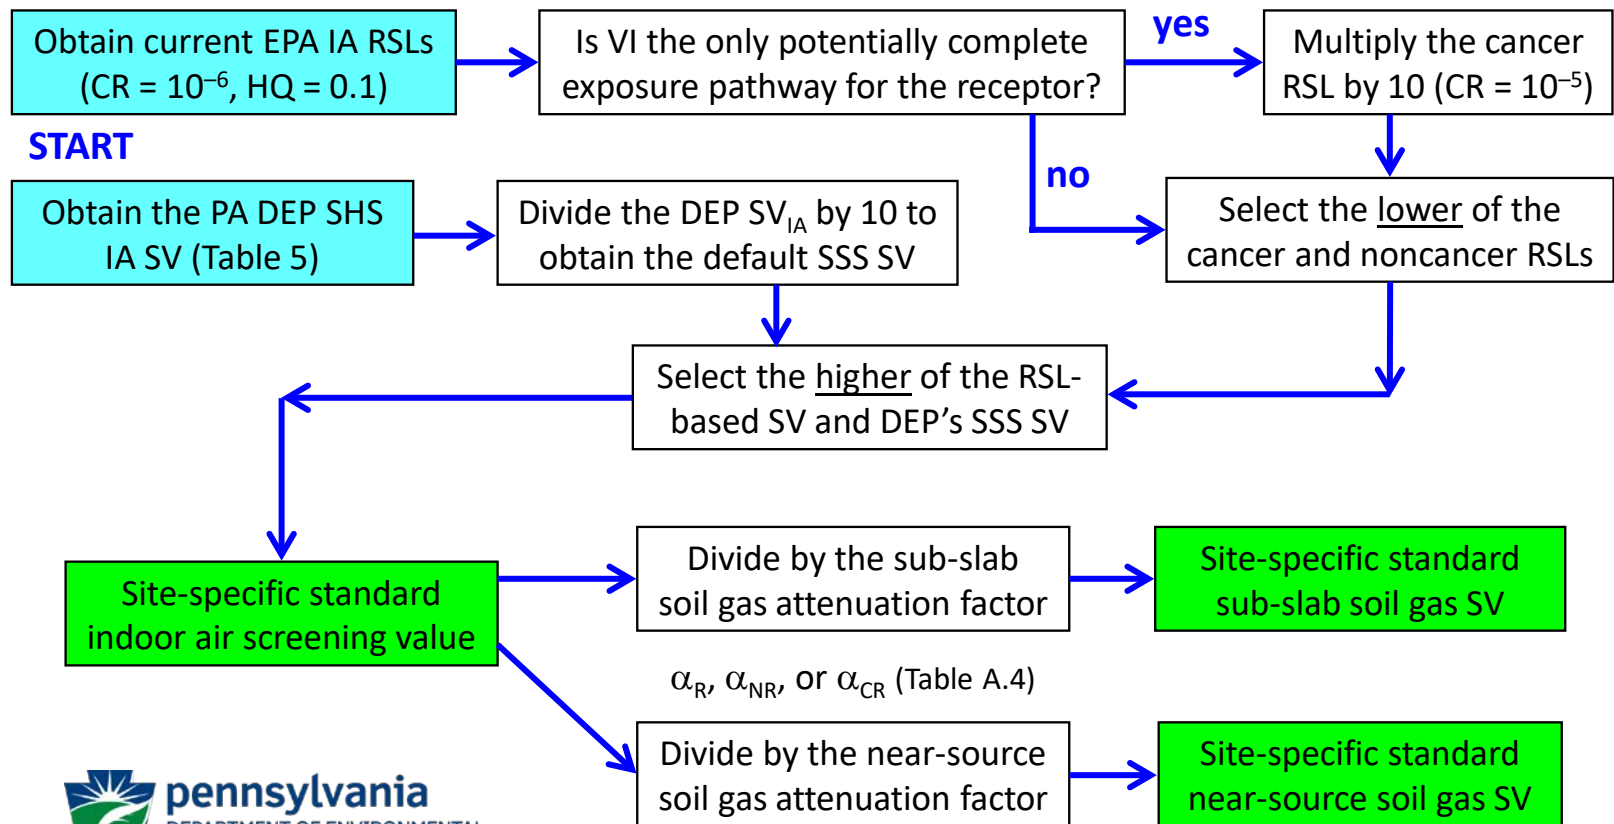 Obtain current EPA IA RSLs
(CR = 10⁻⁶, HQ = 0.1)
Is VI the only potentially complete
exposure pathway for the receptor?
yes
Multiply the cancer
RSL by 10 (CR = 10⁻⁵)
START
no
Obtain the PA DEP SHS
IA SV (Table 5)
Divide the DEP SV_IA by 10 to
obtain the default SSS SV
Select the lower of the
cancer and noncancer RSLs
Select the higher of the RSL-
based SV and DEP’s SSS SV
Site-specific standard
indoor air screening value
Divide by the sub-slab
soil gas attenuation factor
Site-specific standard
sub-slab soil gas SV
α_R, α_NR, or α_CR (Table A.4)
Divide by the near-source
soil gas attenuation factor
Site-specific standard
near-source soil gas SV
pennsylvania
DEPARTMENT OF ENVIRONMENTAL